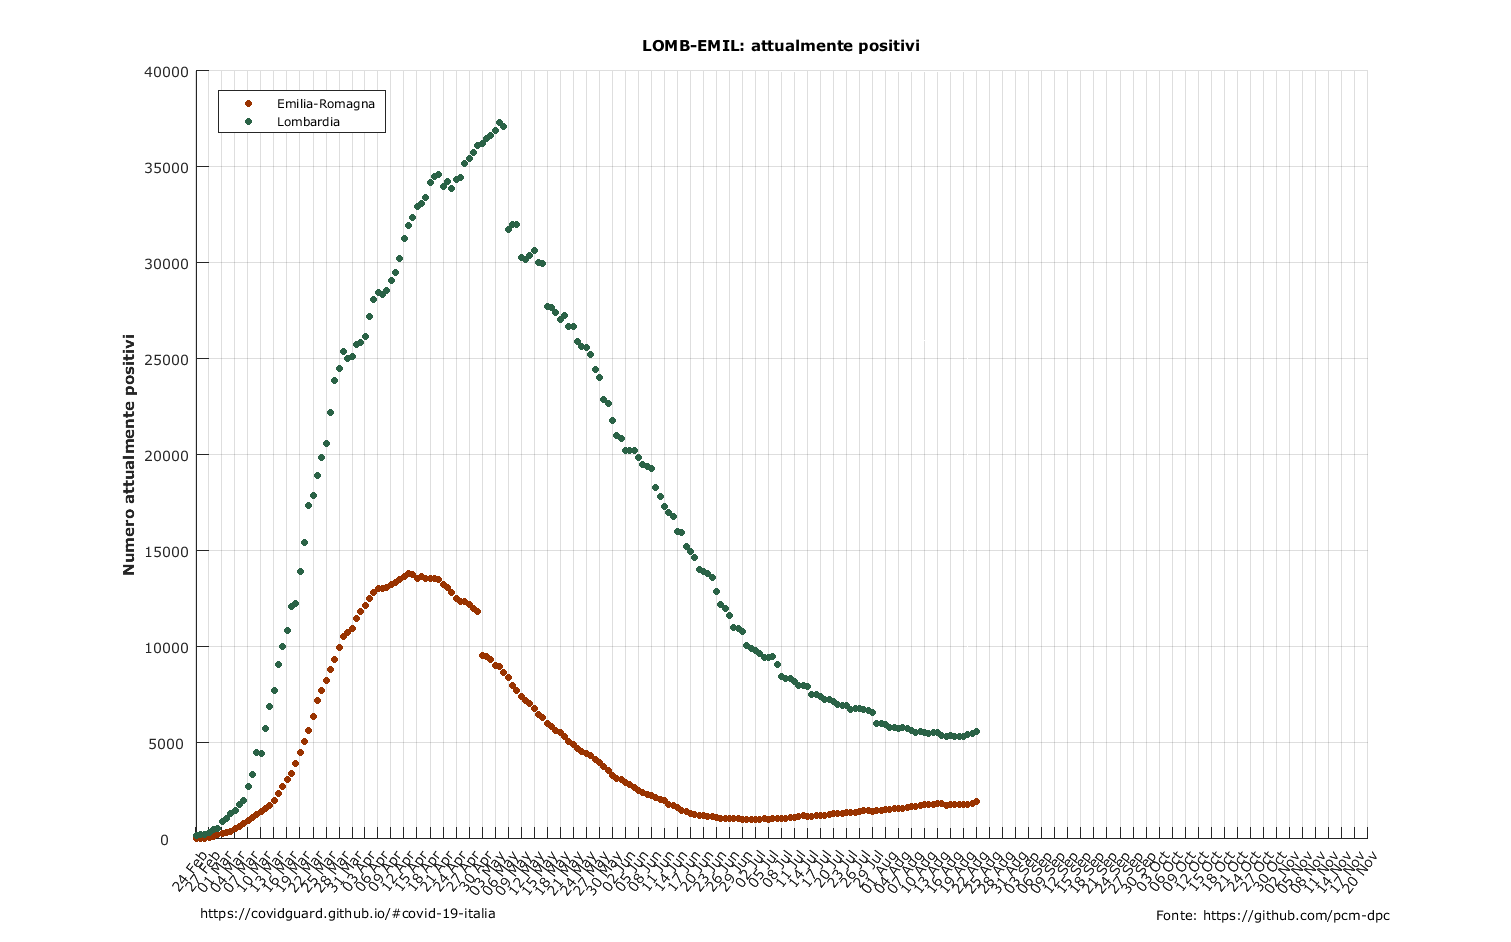 LOMB-EMIL: attualmente positivi
40000
35000
30000
25000
20000
15000
10000
5000
0
Numero attualmente positivi
Emilia-Romagna
Lombardia
24 Feb
27 Feb
01 Mar
04 Mar
07 Mar
10 Mar
13 Mar
16 Mar
19 Mar
22 Mar
25 Mar
28 Mar
31 Mar
03 Apr
06 Apr
09 Apr
12 Apr
15 Apr
18 Apr
21 Apr
24 Apr
27 Apr
30 Apr
03 May
06 May
09 May
12 May
15 May
18 May
21 May
24 May
27 May
30 May
02 Jun
05 Jun
08 Jun
11 Jun
14 Jun
17 Jun
20 Jun
23 Jun
26 Jun
29 Jun
02 Jul
05 Jul
08 Jul
11 Jul
14 Jul
17 Jul
20 Jul
23 Jul
26 Jul
29 Jul
01 Aug
04 Aug
07 Aug
10 Aug
13 Aug
16 Aug
19 Aug
22 Aug
25 Aug
28 Aug
31 Aug
03 Sep
06 Sep
09 Sep
12 Sep
15 Sep
18 Sep
21 Sep
24 Sep
27 Sep
30 Sep
03 Oct
06 Oct
09 Oct
12 Oct
15 Oct
18 Oct
21 Oct
24 Oct
27 Oct
30 Oct
02 Nov
05 Nov
08 Nov
11 Nov
14 Nov
17 Nov
20 Nov
https://covidguard.github.io/#covid-19-italia
Fonte: https://github.com/pcm-dpc